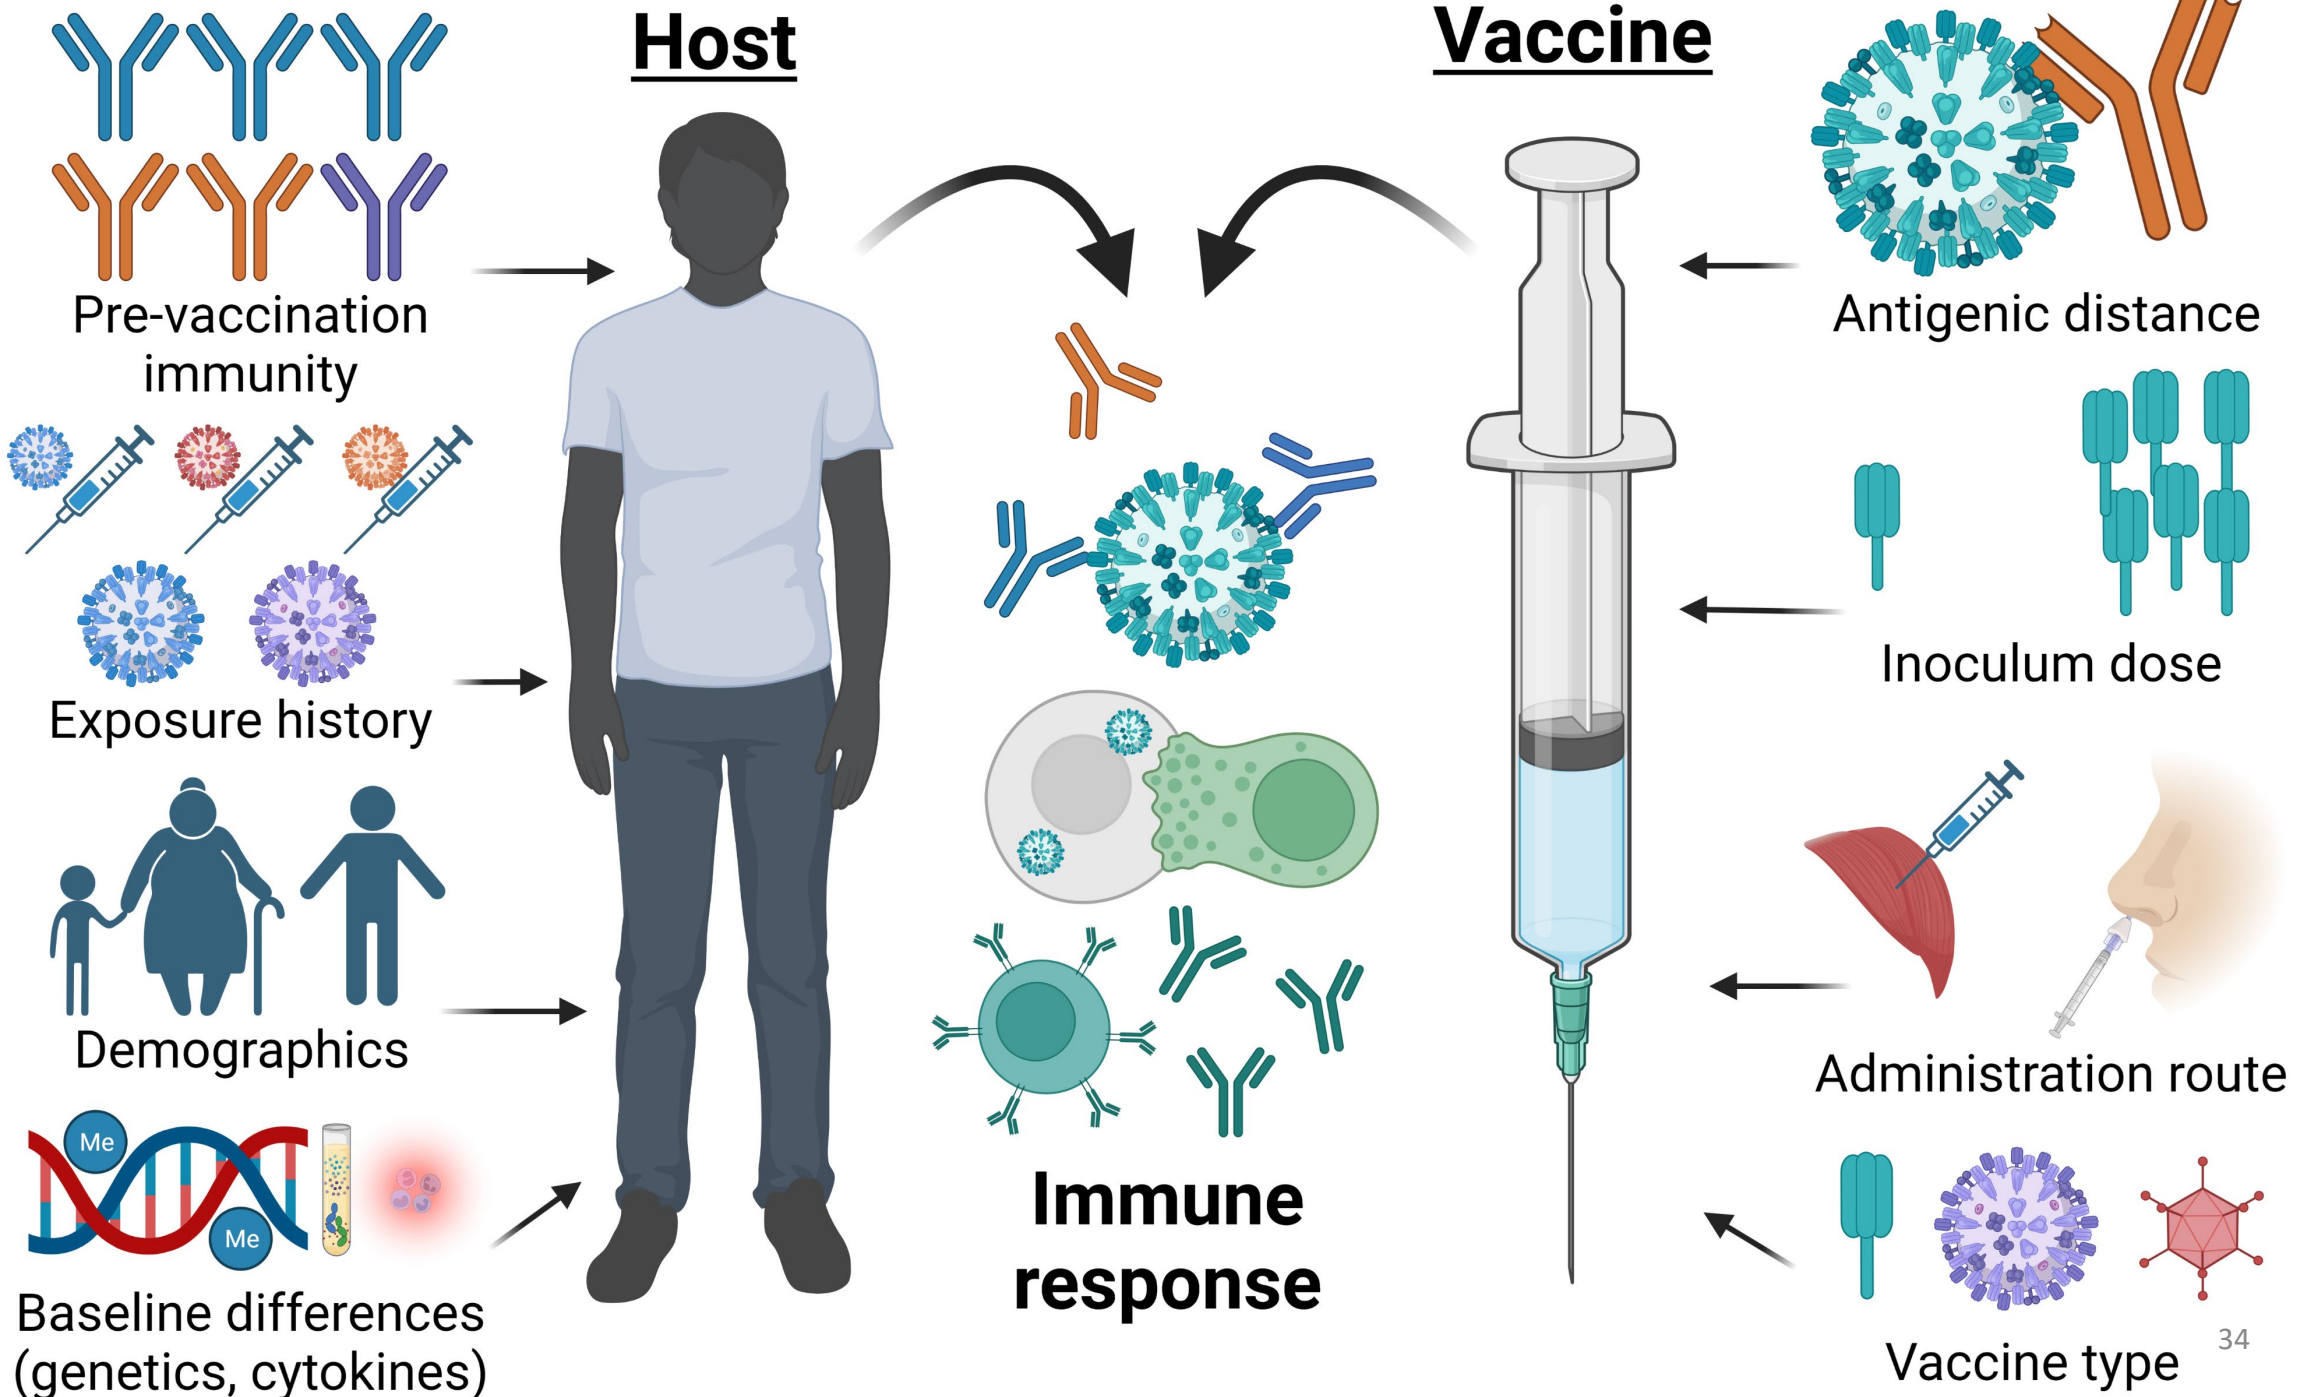 Host
Vaccine
Pre-vaccination
immunity
Exposure history
Demographics
Me
Me
Baseline differences
(genetics, cytokines)
Immune
response
Antigenic distance
Inoculum dose
Administration route
Vaccine type
34